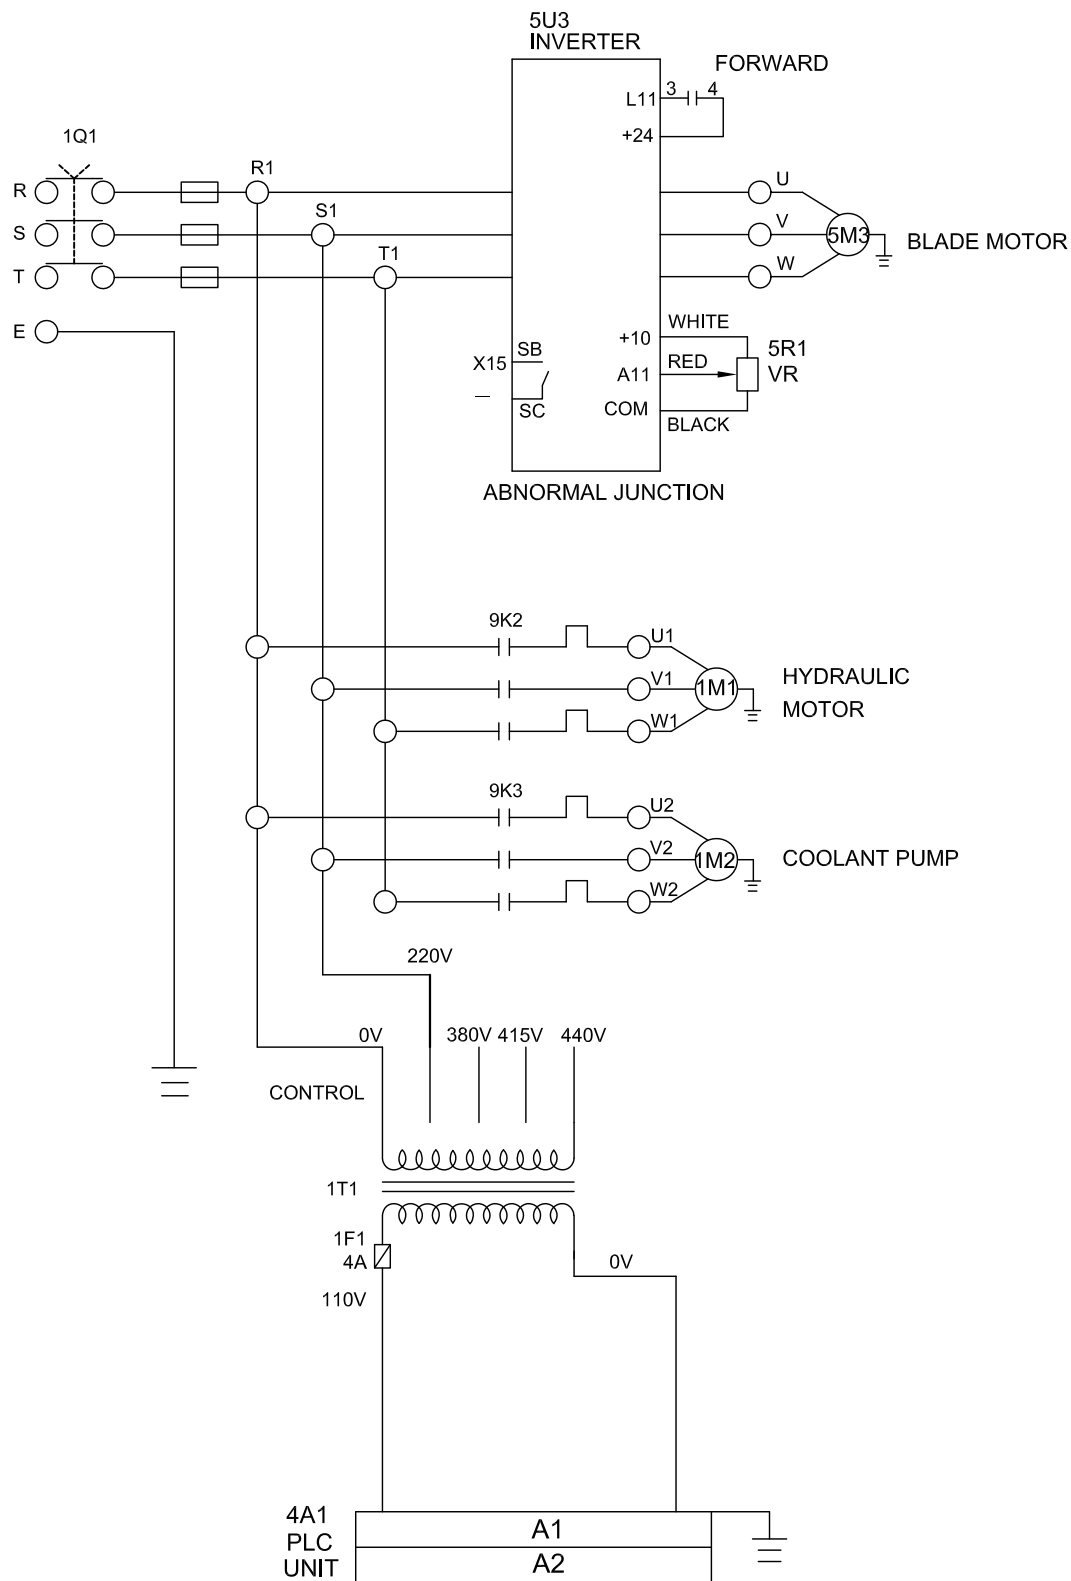 5U3
INVERTER
FORWARD
L11
3
4
+24
1Q1
R
R1
U
S
S1
V
5M3
BLADE MOTOR
T
T1
W
E
+10
WHITE
5R1
VR
X15
SB
A11
RED
—
SC
COM
BLACK
ABNORMAL JUNCTION
9K2
U1
V1
1M1
HYDRAULIC
MOTOR
W1
9K3
U2
V2
1M2
COOLANT PUMP
W2
220V
0V
380V
415V
440V
CONTROL
1T1
1F1
4A
0V
110V
4A1
PLC
UNIT
A1
A2